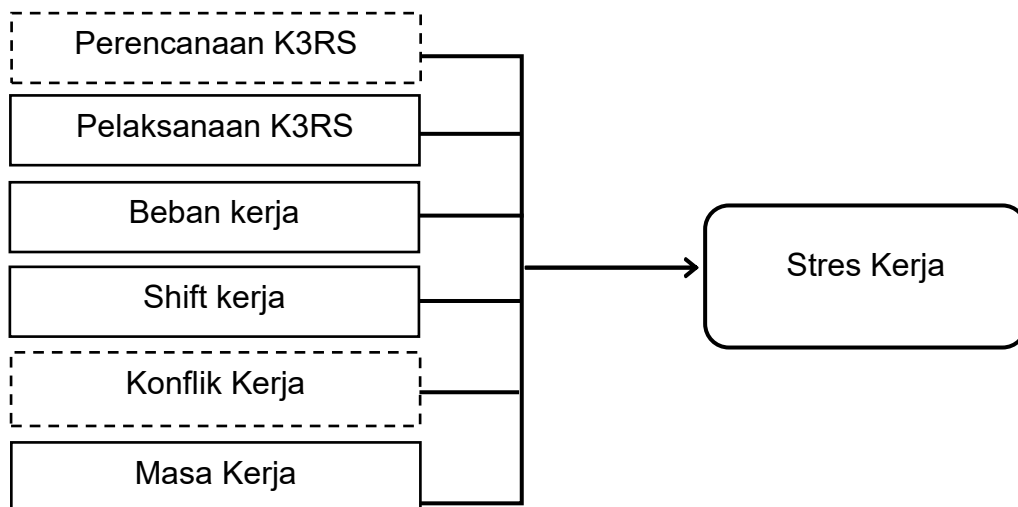 Perencanaan K3RS
Pelaksanaan K3RS
Beban kerja
Shift kerja
Konflik Kerja
Masa Kerja
Stres Kerja